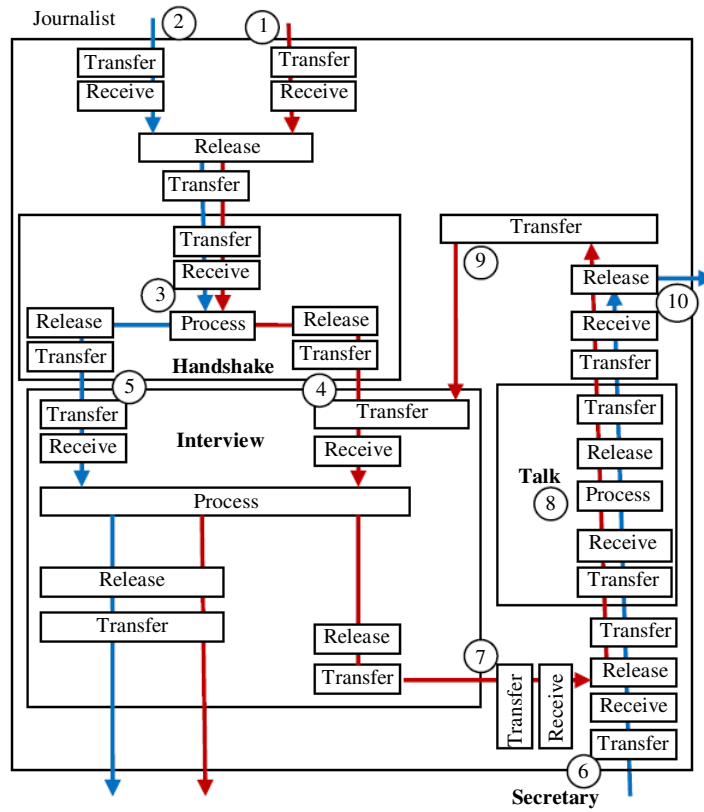 Journalist
2
1
Transfer
Transfer
Receive
Receive
Release
Transfer
Transfer
Transfer
9
Receive
Release
3
10
Release
Process
Release
Receive
Transfer
Transfer
Transfer
Handshake
5
4
Transfer
Transfer
Transfer
Interview
Receive
Receive
Release
Talk
Process
Process
8
Receive
Release
Transfer
Transfer
Transfer
Release
7
Release
Transfer
Transfer
Receive
Receive
Transfer
6
Secretary